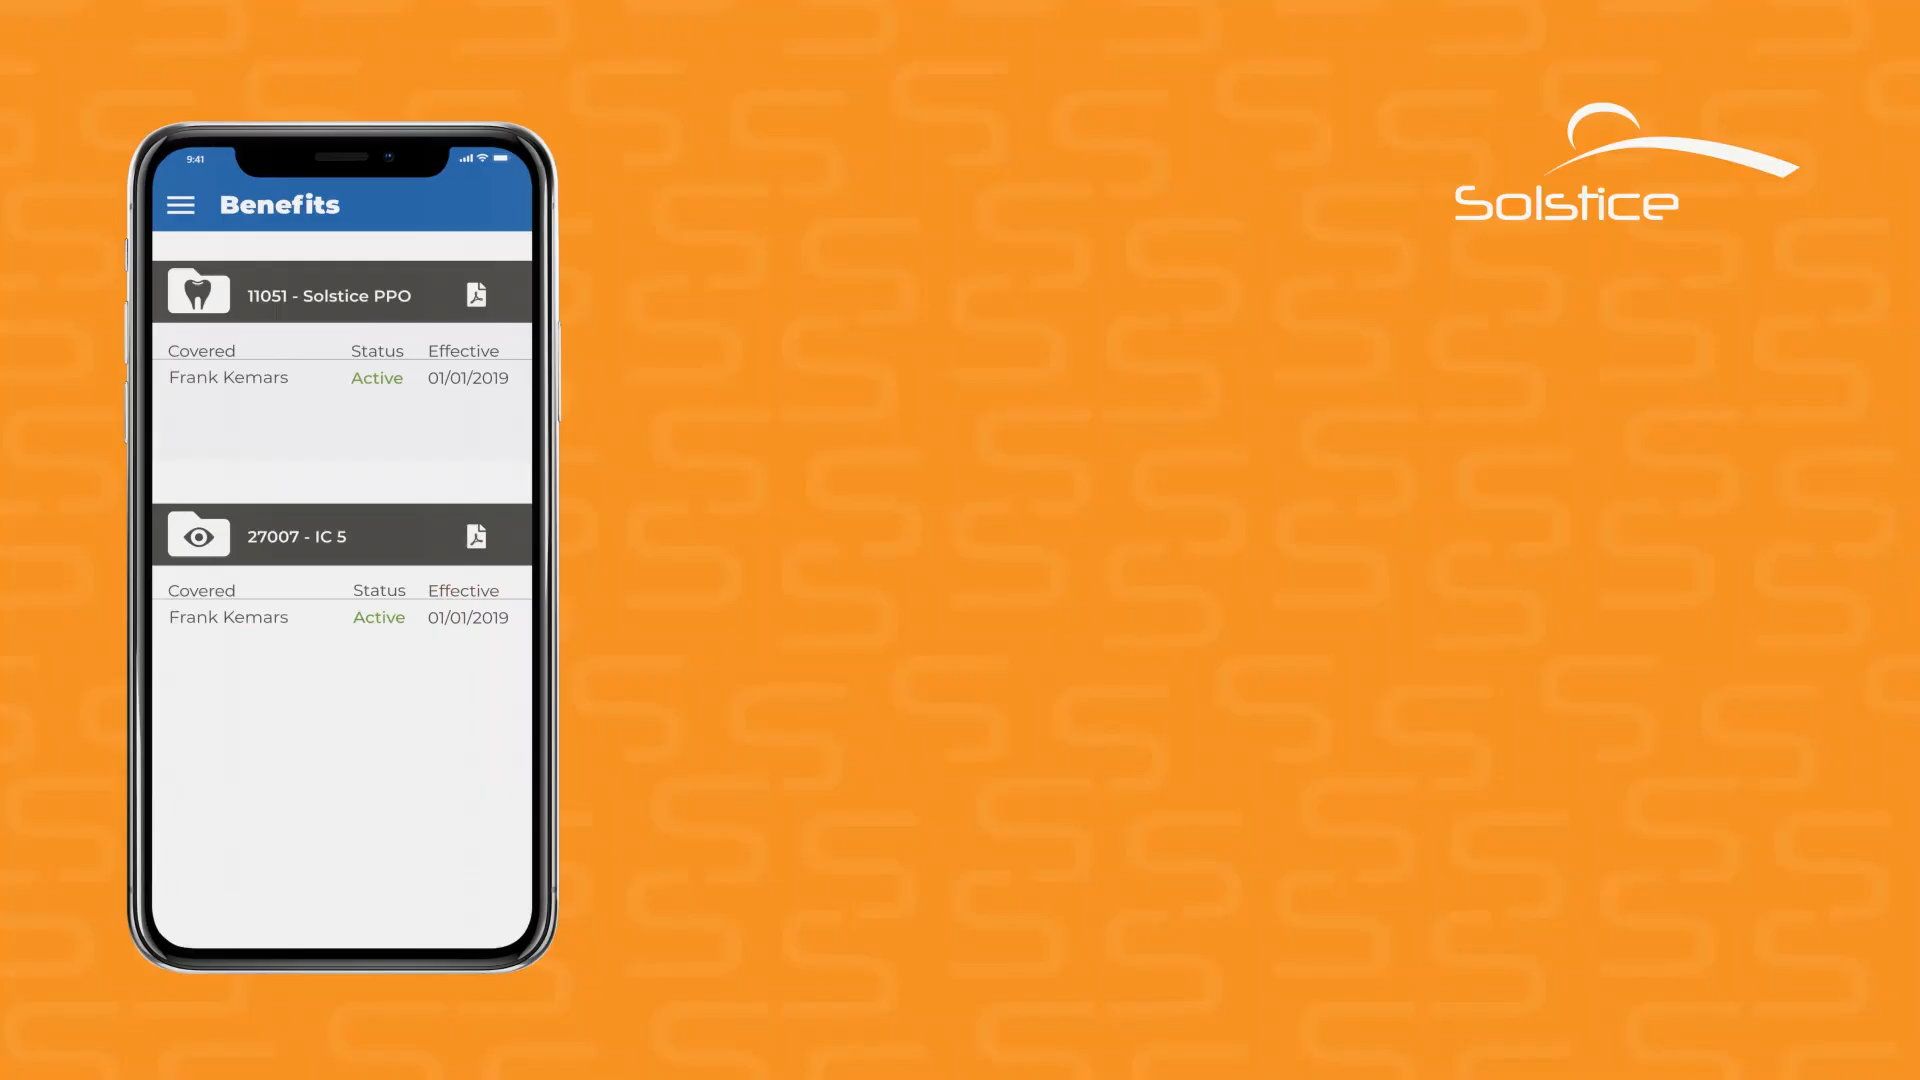 9:41
Benefits
11051 - Solstice PPO
Covered Status Effective
Frank Kemars Active 01/01/2019
27007 - IC 5
Covered Status Effective
Frank Kemars Active 01/01/2019
Solstice